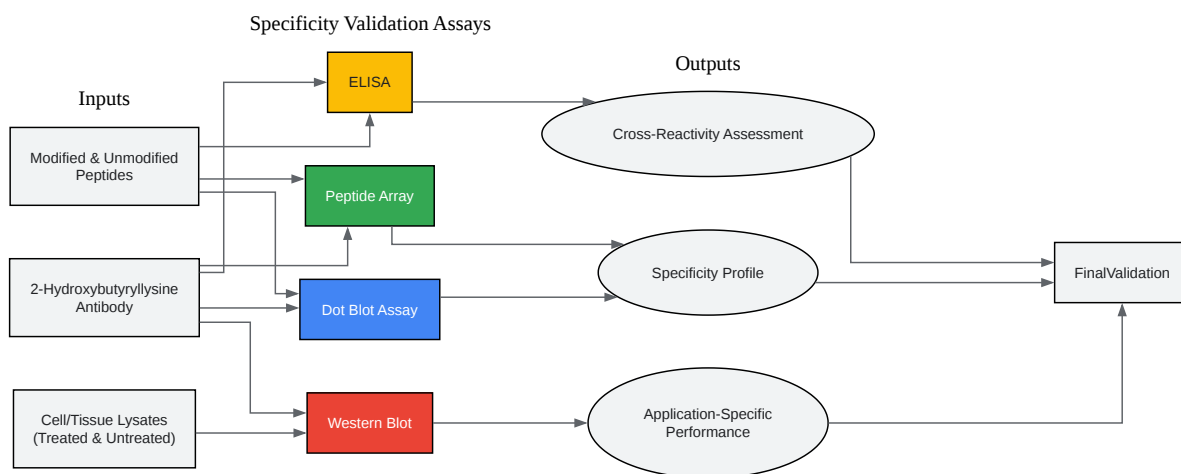 Specificity Validation Assays
Inputs
Outputs
ELISA
Modified & Unmodified
Peptides
Cross-Reactivity Assessment
Peptide Array
2-Hydroxybutyryllysine
Antibody
Specificity Profile
FinalValidation
Dot Blot Assay
Cell/Tissue Lysates
(Treated & Untreated)
Western Blot
Application-Specific
Performance